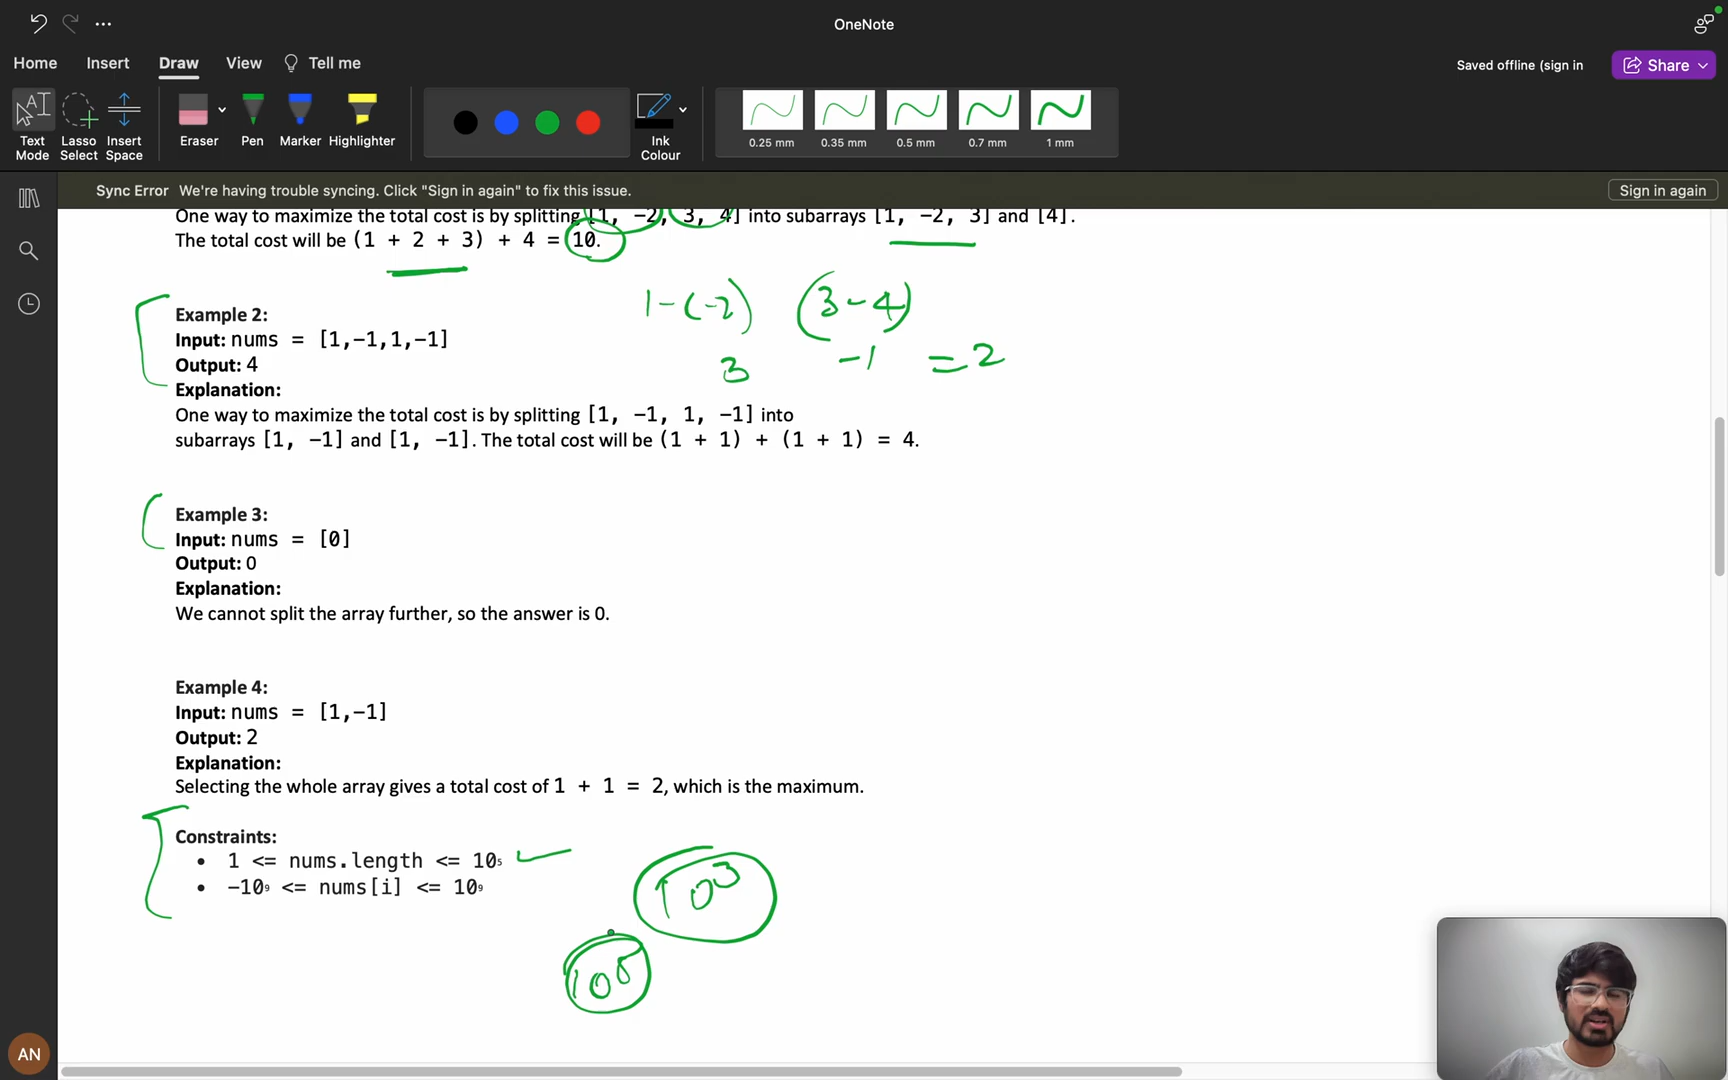 OneNote
Home Insert Draw View Tell me
Saved offline (sign in
Share
Text Mode
Lasso Select
Insert Space
Eraser
Pen
Marker
Highlighter
Ink Colour
0.25 mm
0.35 mm
0.5 mm
0.7 mm
1 mm
Sync Error We're having trouble syncing. Click "Sign in again" to fix this issue.
Sign in again
One way to maximize the total cost is by splitting [1, −2, 3, 4] into subarrays [1, −2, 3] and [4].
The total cost will be (1 + 2 + 3) + 4 = 10.
1-(-2) (3-4)
3 -1 =2
Example 2:
Input: nums = [1,−1,1,−1]
Output: 4
Explanation:
One way to maximize the total cost is by splitting [1, −1, 1, −1] into
subarrays [1, −1] and [1, −1]. The total cost will be (1 + 1) + (1 + 1) = 4.
Example 3:
Input: nums = [0]
Output: 0
Explanation:
We cannot split the array further, so the answer is 0.
Example 4:
Input: nums = [1,−1]
Output: 2
Explanation:
Selecting the whole array gives a total cost of 1 + 1 = 2, which is the maximum.
Constraints:
• 1 <= nums.length <= 10⁵
• −10⁹ <= nums[i] <= 10⁹
10³
AN